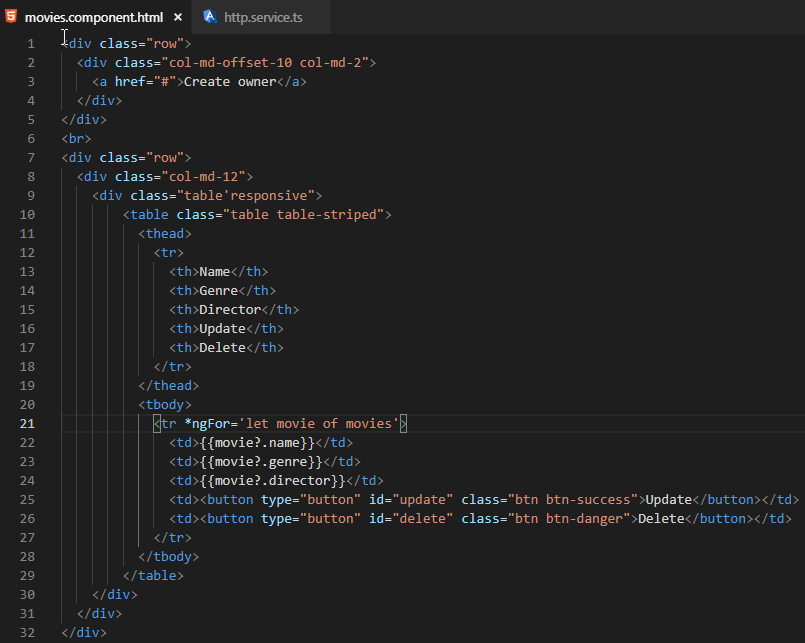 movies.component.html × http.service.ts
1 <div class="row">
2 <div class="col-md-offset-10 col-md-2">
3 <a href="#">Create owner</a>
4 </div>
5 </div>
6 <br>
7 <div class="row">
8 <div class="col-md-12">
9 <div class="table'responsive">
10 <table class="table table-striped">
11 <thead>
12 <tr>
13 <th>Name</th>
14 <th>Genre</th>
15 <th>Director</th>
16 <th>Update</th>
17 <th>Delete</th>
18 </tr>
19 </thead>
20 <tbody>
21 <tr *ngFor='let movie of movies'>
22 <td>{{movie?.name}}</td>
23 <td>{{movie?.genre}}</td>
24 <td>{{movie?.director}}</td>
25 <td><button type="button" id="update" class="btn btn-success">Update</button></td>
26 <td><button type="button" id="delete" class="btn btn-danger">Delete</button></td>
27 </tr>
28 </tbody>
29 </table>
30 </div>
31 </div>
32 </div>